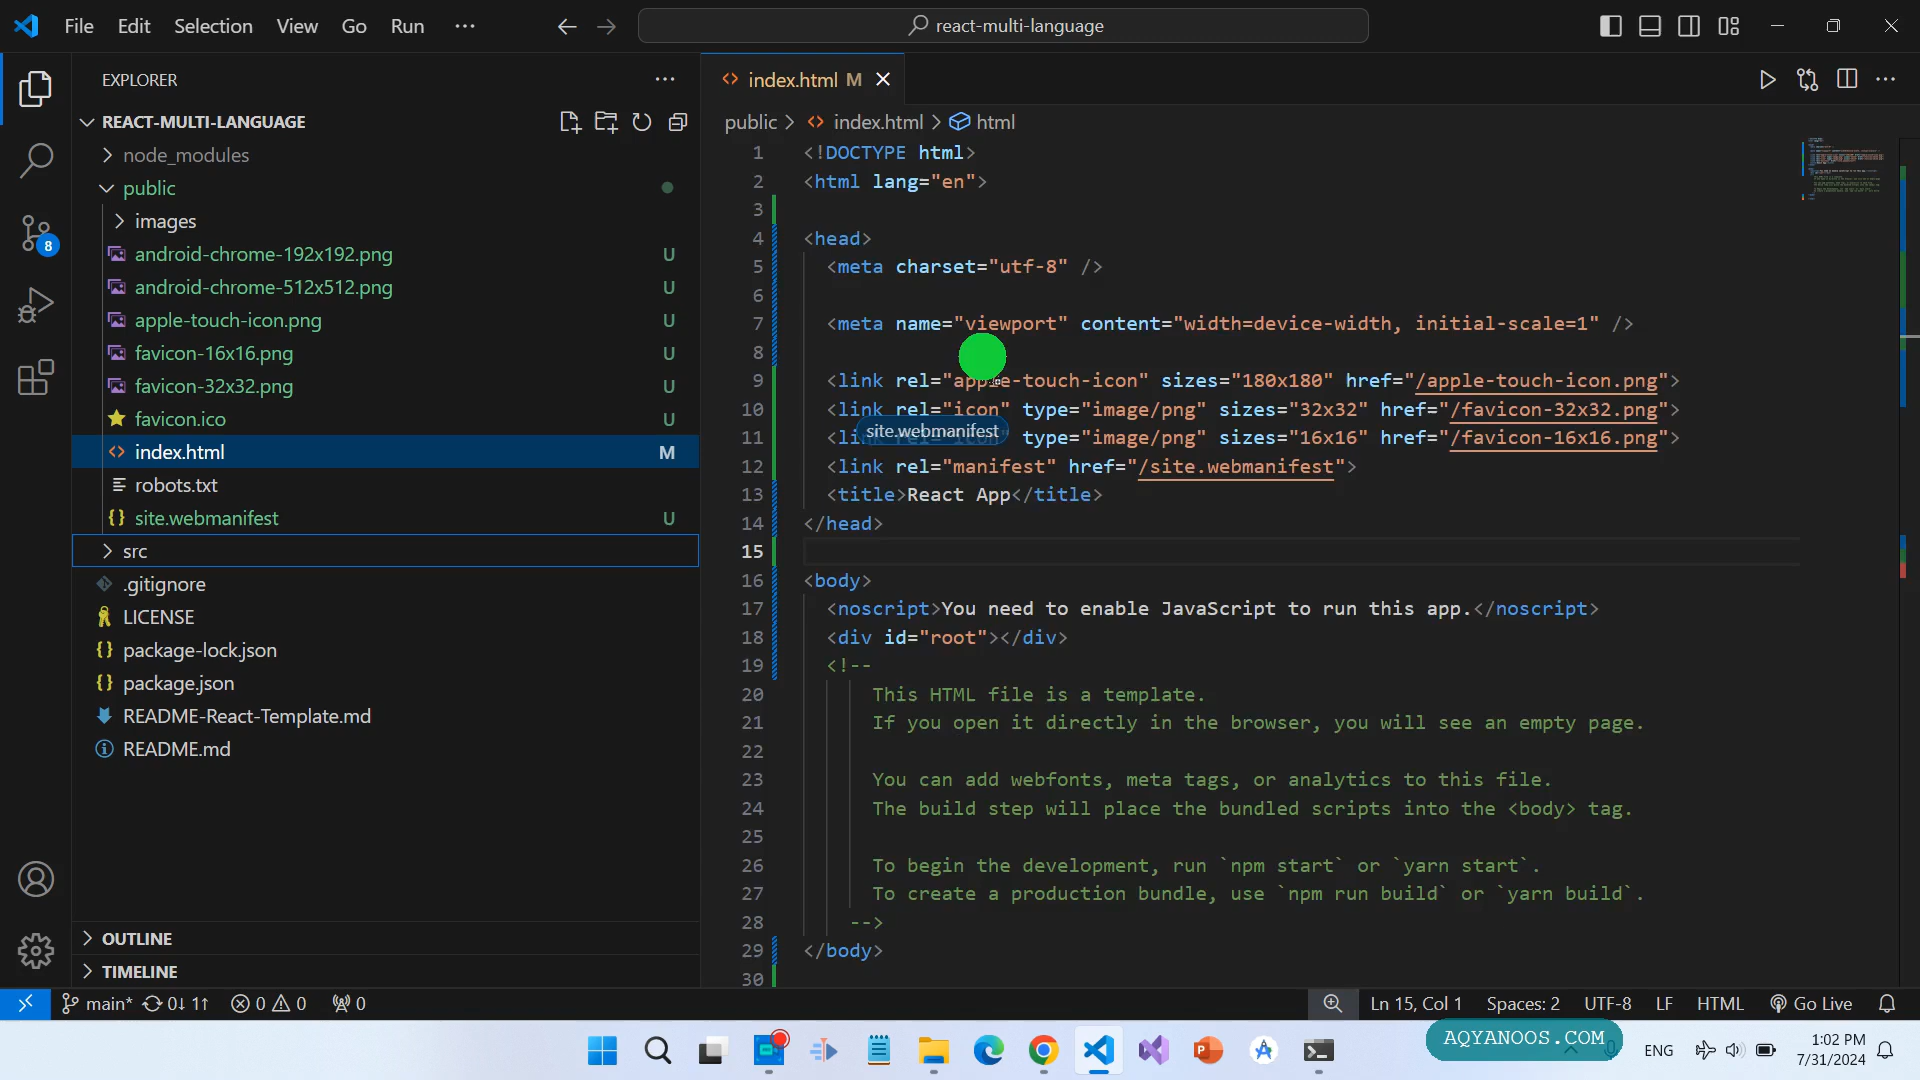 File Edit Selection View Go Run ···
react-multi-language
EXPLORER
REACT-MULTI-LANGUAGE
node_modules
public
images
android-chrome-192x192.png U
android-chrome-512x512.png U
apple-touch-icon.png U
favicon-16x16.png U
favicon-32x32.png U
favicon.ico U
index.html M
robots.txt
site.webmanifest U
src
.gitignore
LICENSE
package-lock.json
package.json
README-React-Template.md
README.md
OUTLINE
TIMELINE
8
index.html M
public > index.html > html
1 <!DOCTYPE html>
2 <html lang="en">
3
4 <head>
5 <meta charset="utf-8" />
6
7 <meta name="viewport" content="width=device-width, initial-scale=1" />
8
9 <link rel="apple-touch-icon" sizes="180x180" href="/apple-touch-icon.png">
10 <link rel="icon" type="image/png" sizes="32x32" href="/favicon-32x32.png">
site.webmanifest
11 <link rel="icon" type="image/png" sizes="16x16" href="/favicon-16x16.png">
12 <link rel="manifest" href="/site.webmanifest">
13 <title>React App</title>
14 </head>
15
16 <body>
17 <noscript>You need to enable JavaScript to run this app.</noscript>
18 <div id="root"></div>
19 <!--
20 This HTML file is a template.
21 If you open it directly in the browser, you will see an empty page.
22
23 You can add webfonts, meta tags, or analytics to this file.
24 The build step will place the bundled scripts into the <body> tag.
25
26 To begin the development, run `npm start` or `yarn start`.
27 To create a production bundle, use `npm run build` or `yarn build`.
28 -->
29 </body>
30
main* 0↓ 1↑ 0 0 0
Ln 15, Col 1 Spaces: 2 UTF-8 LF HTML Go Live
AQYANOOS.COM
ENG
1:02 PM
7/31/2024